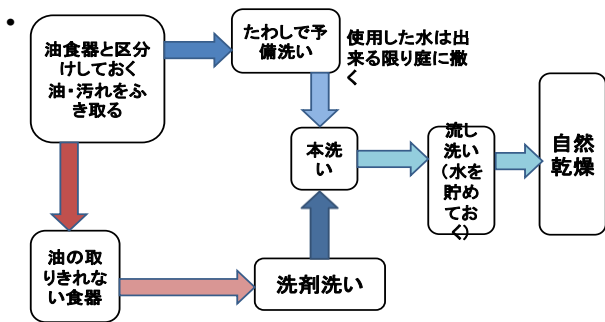 油食器と区分
けしておく
油・汚れをふ
き取る
たわしで予
備洗い
使用した水は出
来る限り庭に撒
く
本洗
い
流し
洗い
（水を
貯め
てお
く）
自然
乾燥
油の取
りきれな
い食器
洗剤洗い